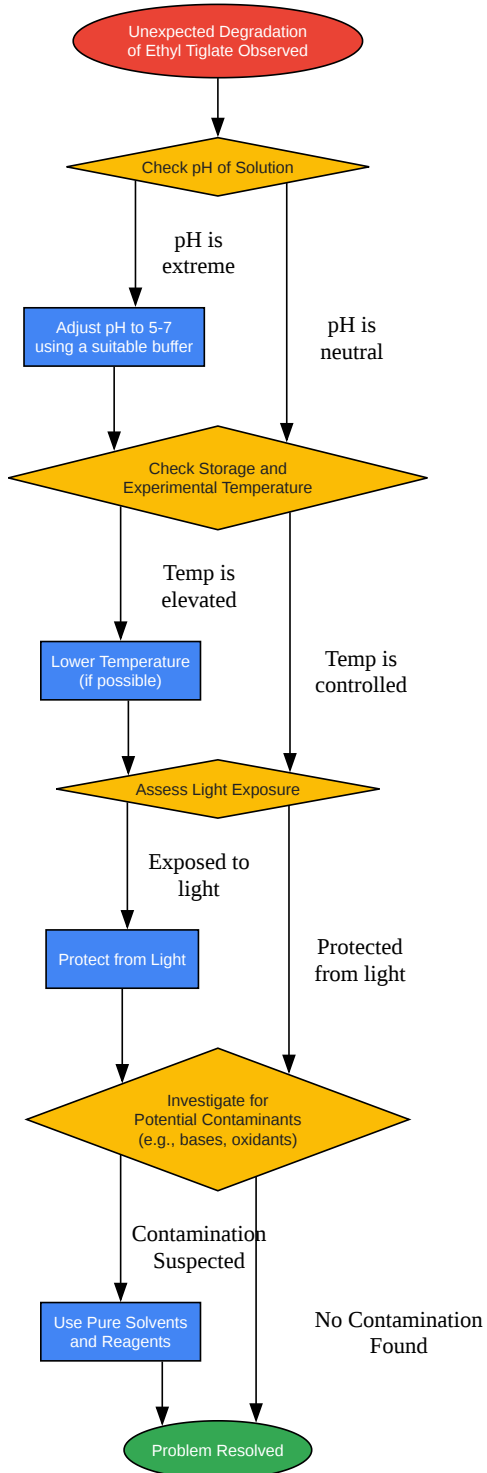 Unexpected Degradation
of Ethyl Tiglate Observed
Check pH of Solution
pH is
extreme
Adjust pH to 5-7
using a suitable buffer
pH is
neutral
Check Storage and
Experimental Temperature
Temp is
elevated
Lower Temperature
(if possible)
Temp is
controlled
Assess Light Exposure
Exposed to
light
Protect from Light
Protected
from light
Investigate for
Potential Contaminants
(e.g., bases, oxidants)
Contamination
Suspected
Use Pure Solvents
and Reagents
No Contamination
Found
Problem Resolved